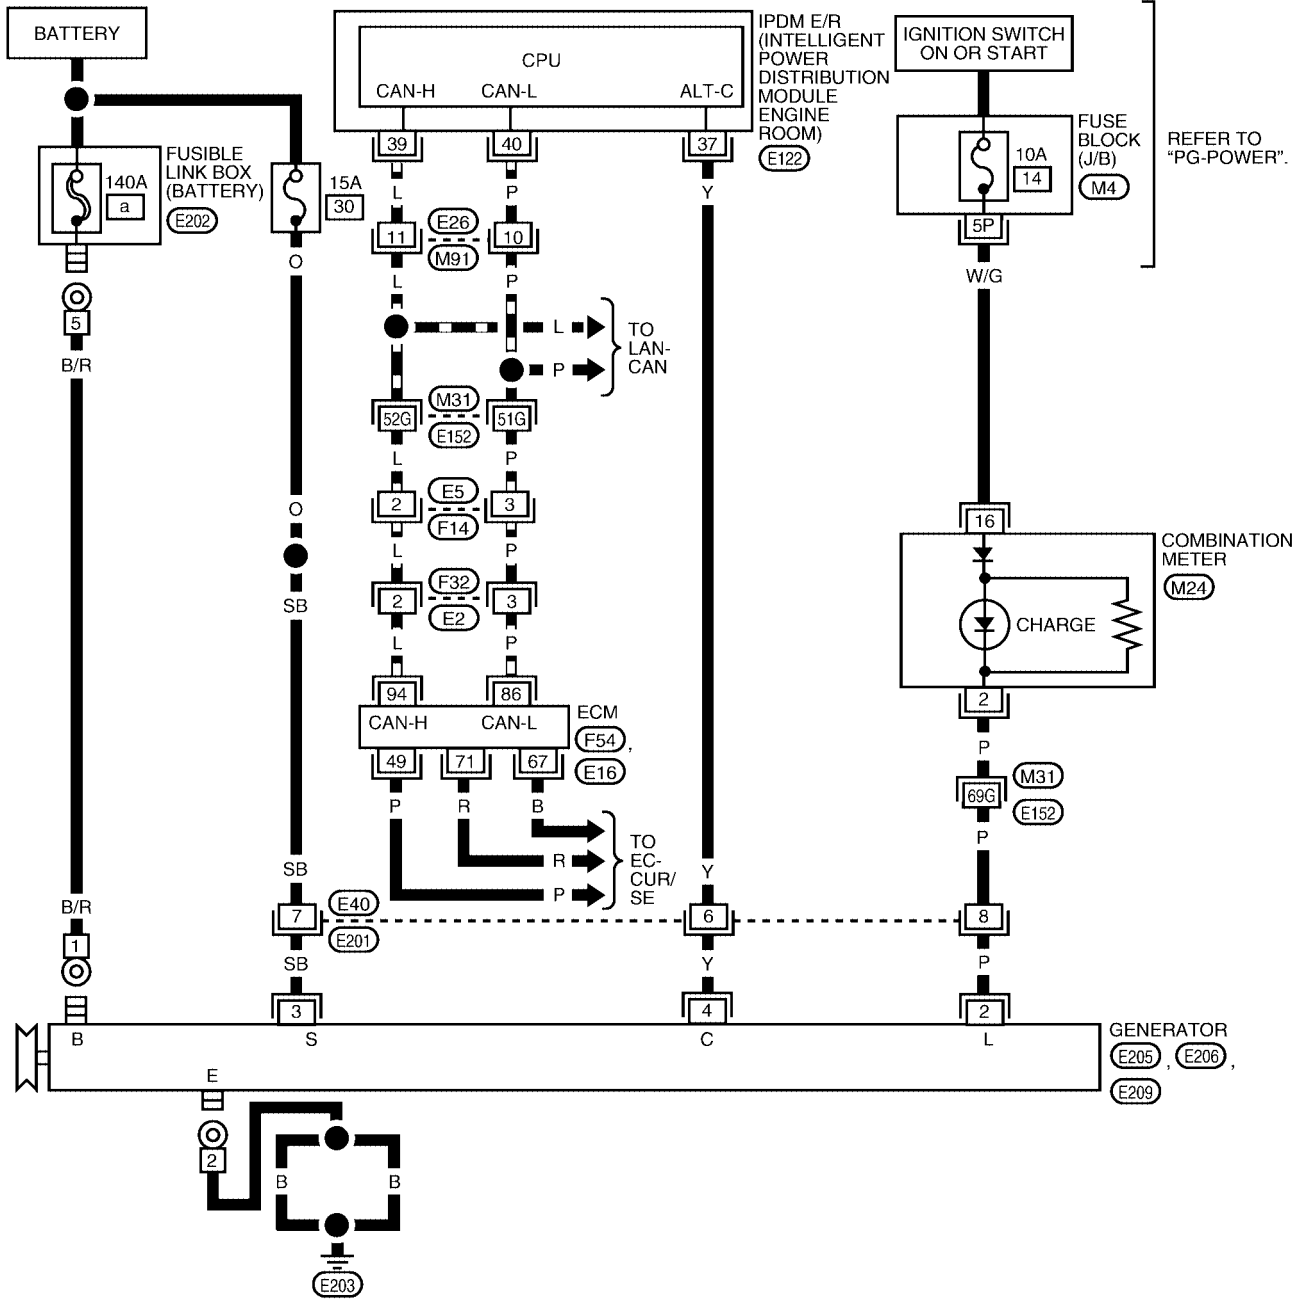 BATTERY
IPDM E/R
(INTELLIGENT
POWER
DISTRIBUTION
MODULE
ENGINE
ROOM)
E122
CPU
CAN-H
CAN-L
ALT-C
39
40
37
IGNITION SWITCH
ON OR START
FUSE
BLOCK
(J/B)
M4
10A
14
5P
REFER TO
"PG-POWER".
FUSIBLE
LINK BOX
(BATTERY)
E202
140A
a
15A
30
L
P
Y
11
E26
M91
10
W/G
O
5
B/R
L
P
L
P
TO
LAN-
CAN
52G
M31
E152
51G
L
P
O
2
E5
F14
3
16
COMBINATION
METER
M24
CHARGE
L
P
SB
2
F32
E2
3
L
P
94
86
2
CAN-H
CAN-L
ECM
F54 ,
E16
49
71
67
P
P
R
B
69G
M31
E152
P
TO
EC-
CUR/
SE
R
P
SB
Y
B/R
7
E40
E201
6
8
1
SB
Y
P
3
4
2
B
S
C
L
GENERATOR
E205 , E206 ,
E209
E
2
B
B
E203